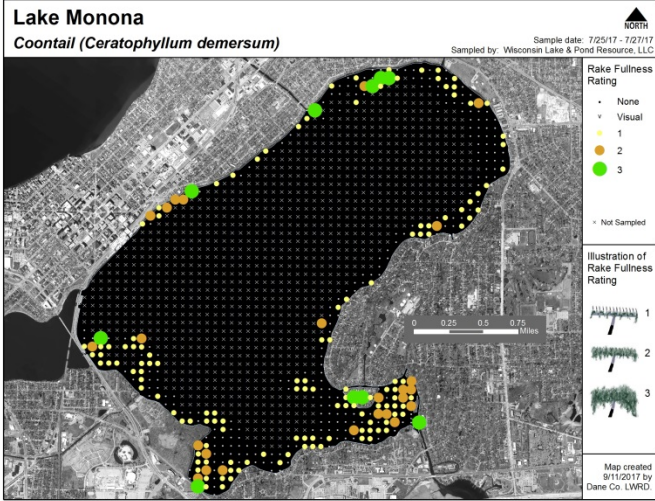 Lake Monona
Coontail (Ceratophyllum demersum)
NORTH
Sample date: 7/25/17 - 7/27/17
Sampled by: Wisconsin Lake & Pond Resource, LLC
Rake Fullness
Rating
None
Visual
1
2
3
Not Sampled
0 0.25 0.5 0.75
Miles
Illustration of
Rake Fullness
Rating
1
2
3
Map created
9/11/2017 by
Dane Co. LWRD.